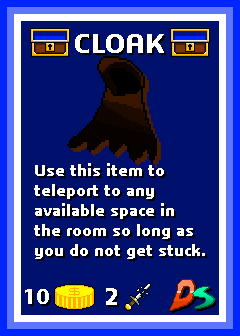 CLOAK
Use this item to
teleport to any
available space in
the room so long as
you do not get stuck.
10 2 DS